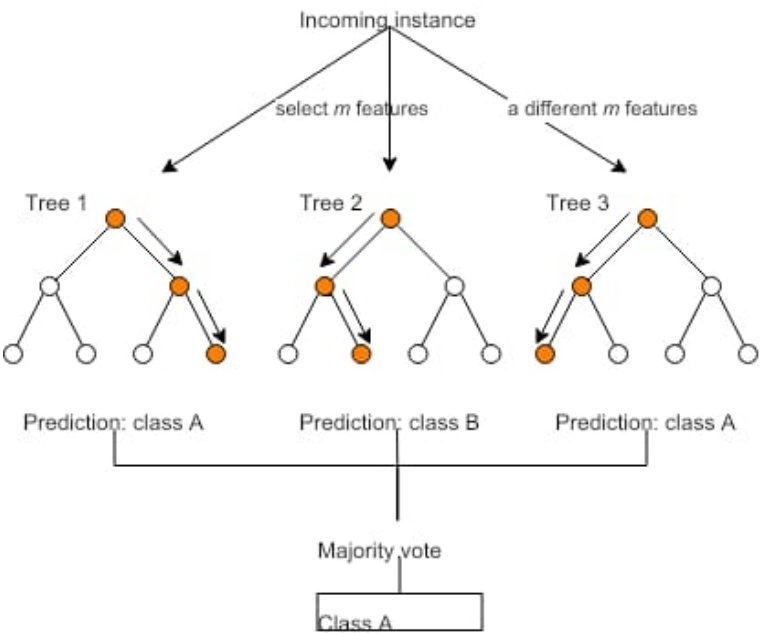 Incoming instance
select m features
a different m features
Tree 1
Tree 2
Tree 3
Prediction: class A
Prediction: class B
Prediction: class A
Majority vote
Class A